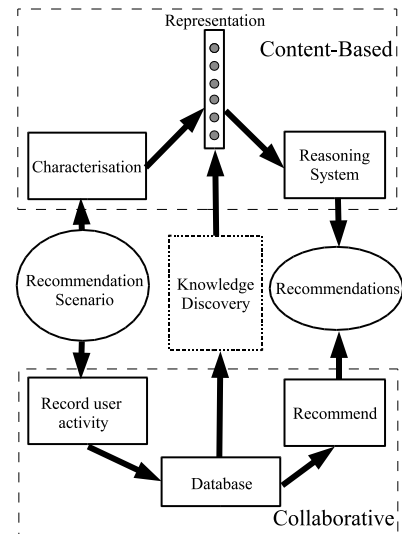 Representation
Content-Based
Characterisation
Reasoning
System
Recommendation
Scenario
Knowledge
Discovery
Recommendations
Record user
activity
Recommend
Database
Collaborative